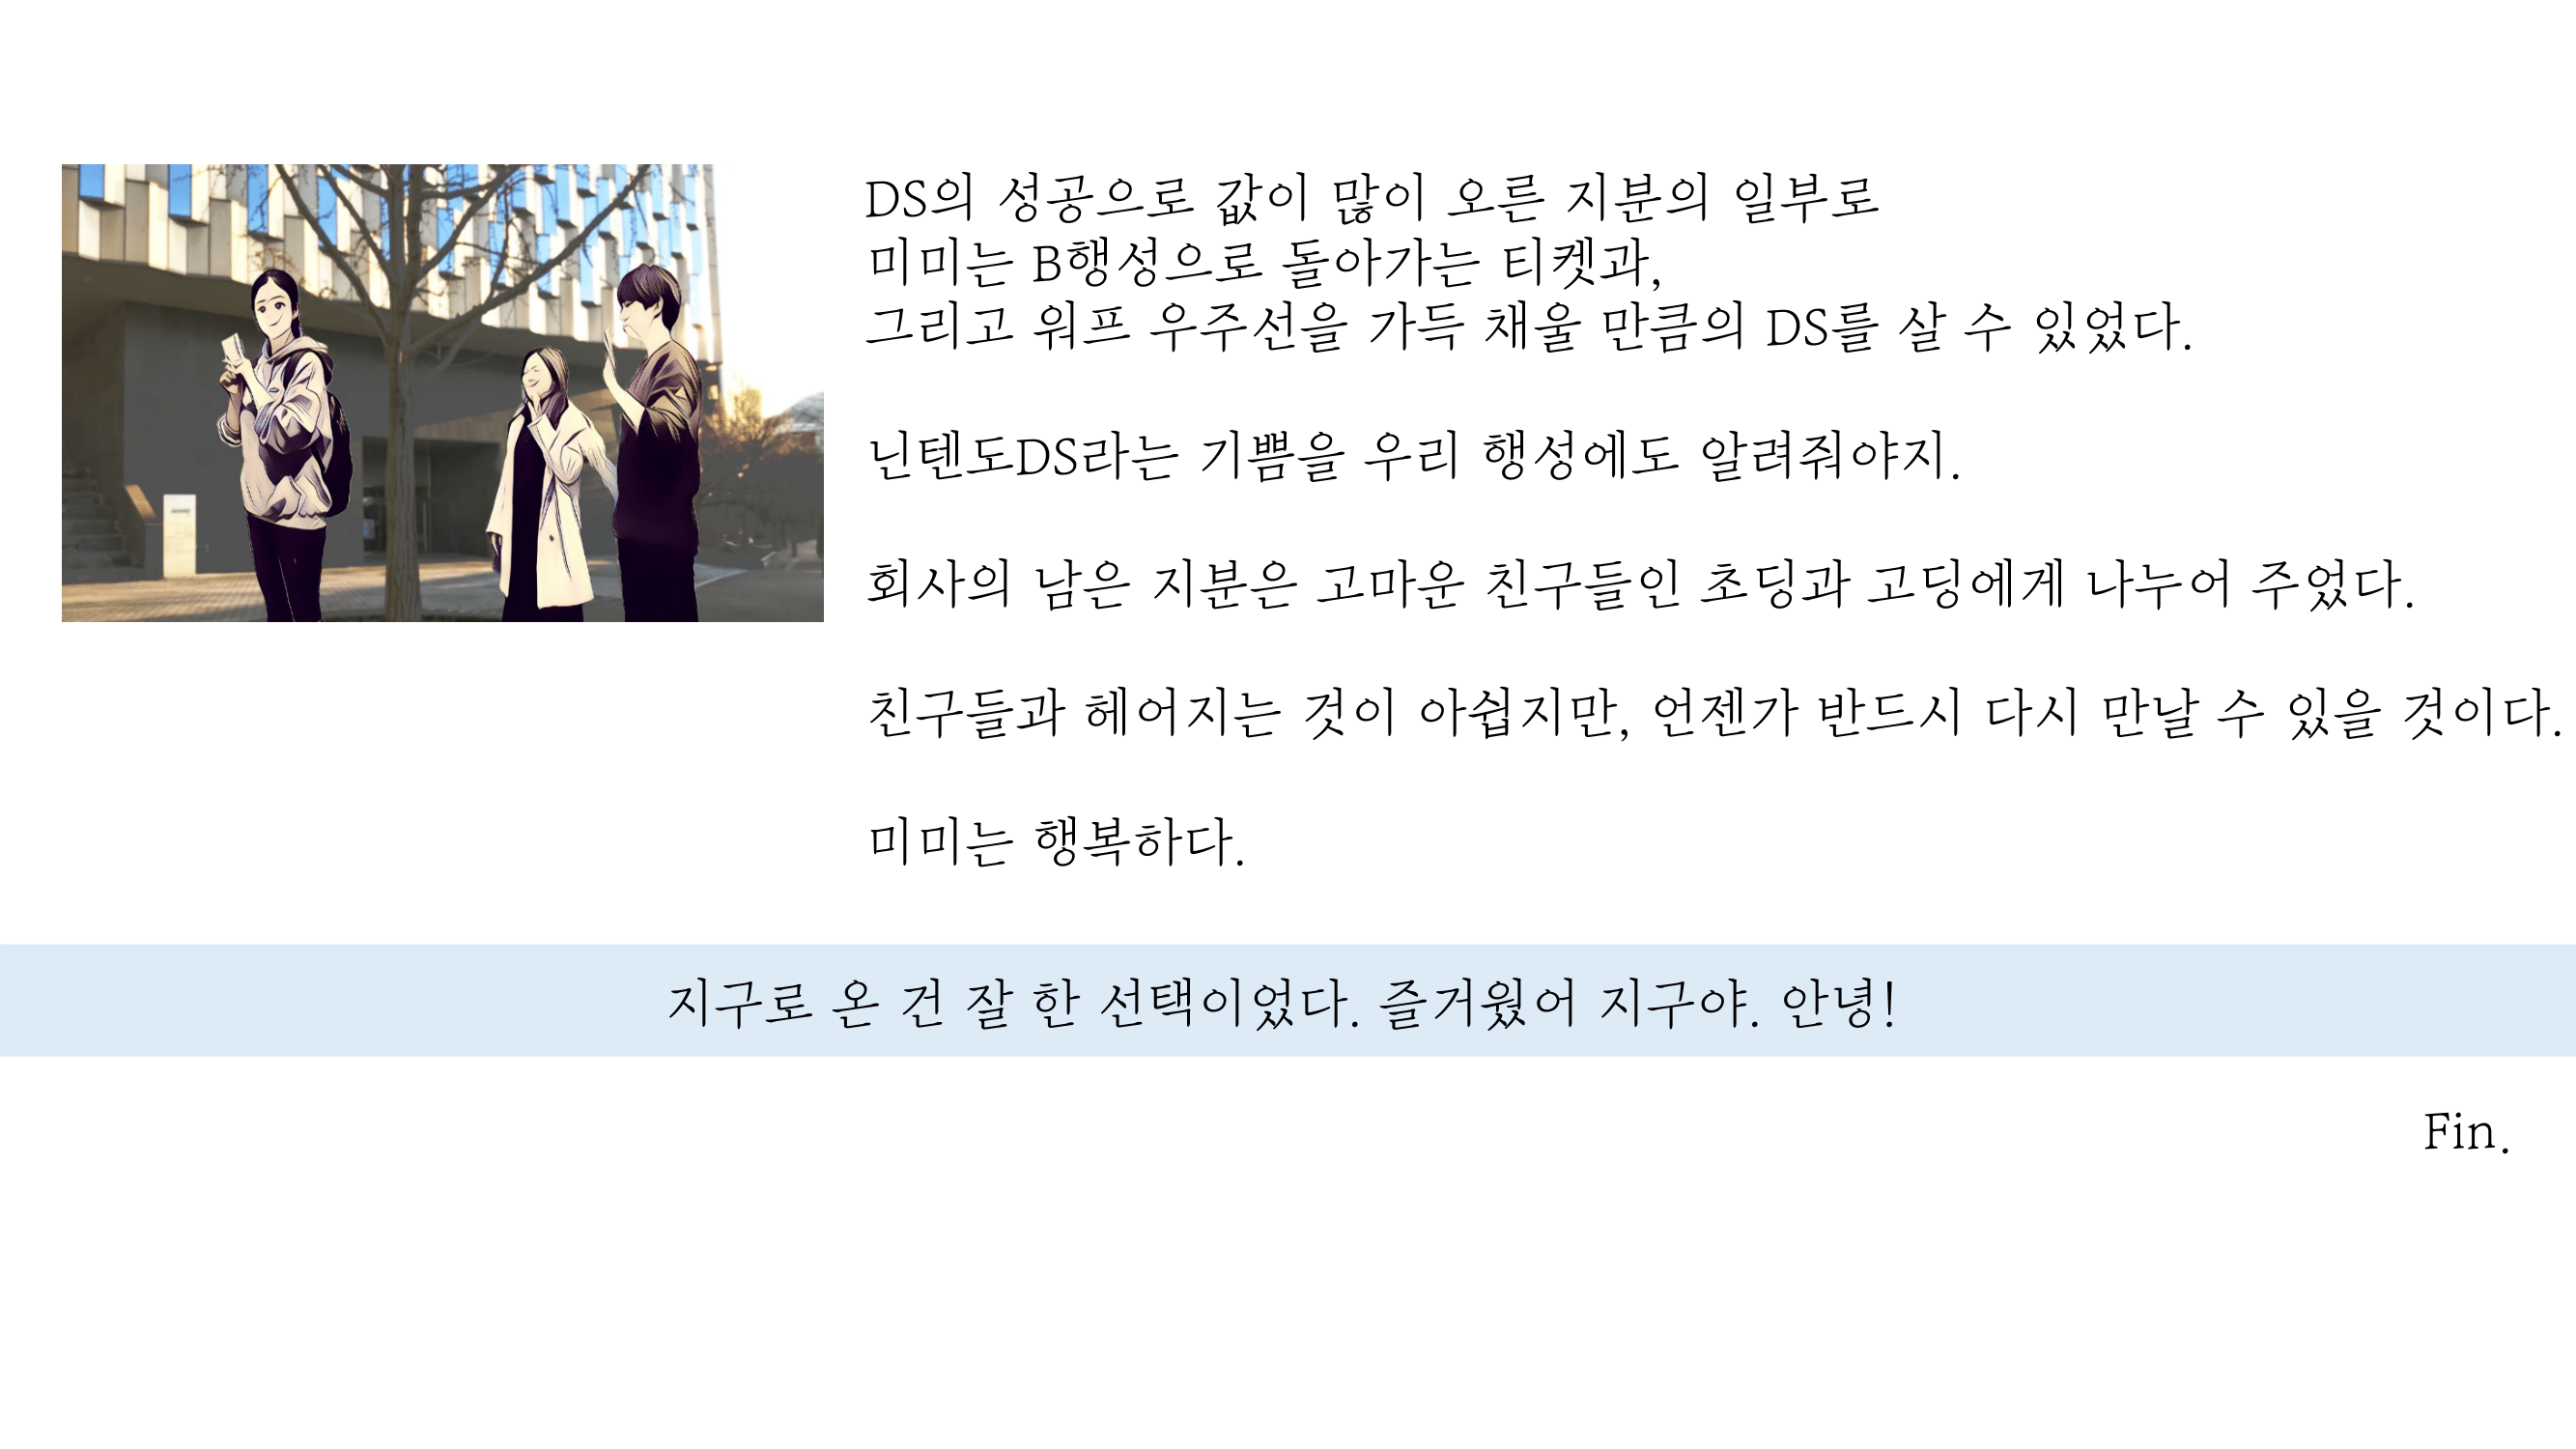 DS의 성공으로 값이 많이 오른 지분의 일부로
미미는 B행성으로 돌아가는 티켓과,
그리고 워프 우주선을 가득 채울 만큼의 DS를 살 수 있었다.
닌텐도DS라는 기쁨을 우리 행성에도 알려줘야지.
회사의 남은 지분은 고마운 친구들인 초딩과 고딩에게 나누어 주었다.
친구들과 헤어지는 것이 아쉽지만, 언젠가 반드시 다시 만날 수 있을 것이다.
미미는 행복하다.
지구로 온 건 잘 한 선택이었다. 즐거웠어 지구야. 안녕!
Fin.